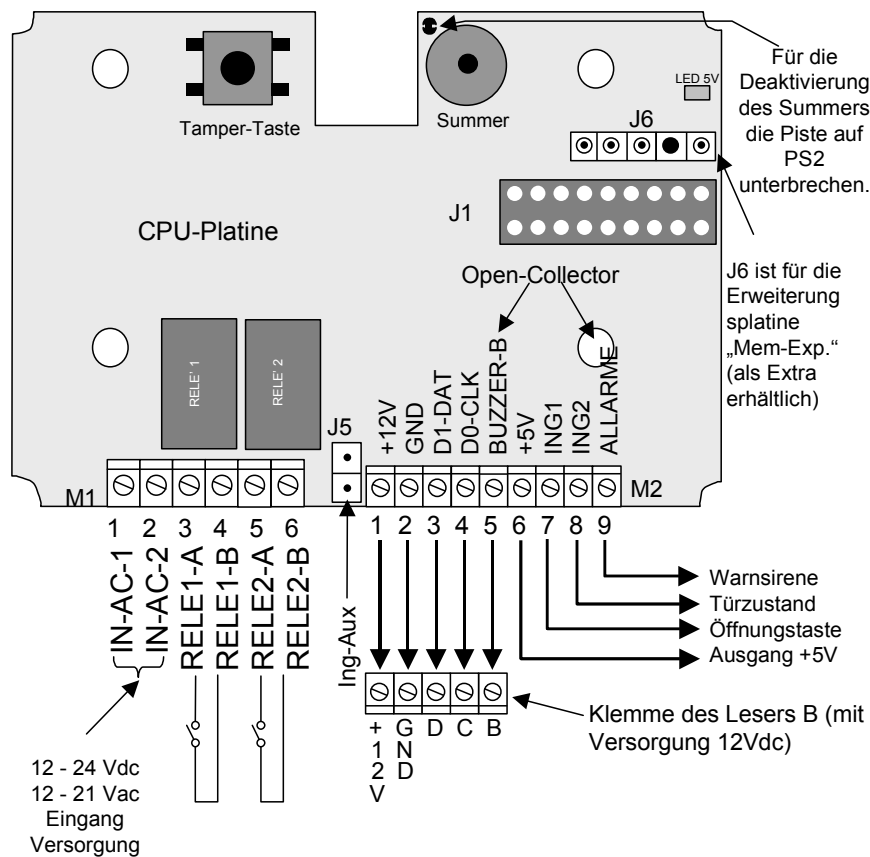 Für die
Deaktivierung
des Summers
die Piste auf
PS2
unterbrechen.
LED 5V
Tamper-Taste
Summer
J6
J1
CPU-Platine
Open-Collector
J6 ist für die
Erweiterung
splatine
„Mem-Exp.“
(als Extra
erhältlich)
RELE' 1
RELE' 2
J5
+12V
GND
D1-DAT
D0-CLK
BUZZER-B
+5V
ING1
ING2
ALLARME
M1
M2
1 2 3 4 5 6
1 2 3 4 5 6 7 8 9
IN-AC-1
IN-AC-2
RELE1-A
RELE1-B
RELE2-A
RELE2-B
Ing-Aux
Warnsirene
Türzustand
Öffnungstaste
Ausgang +5V
+12V
GND
D
C
B
Klemme des Lesers B (mit
Versorgung 12Vdc)
12 - 24 Vdc
12 - 21 Vac
Eingang
Versorgung